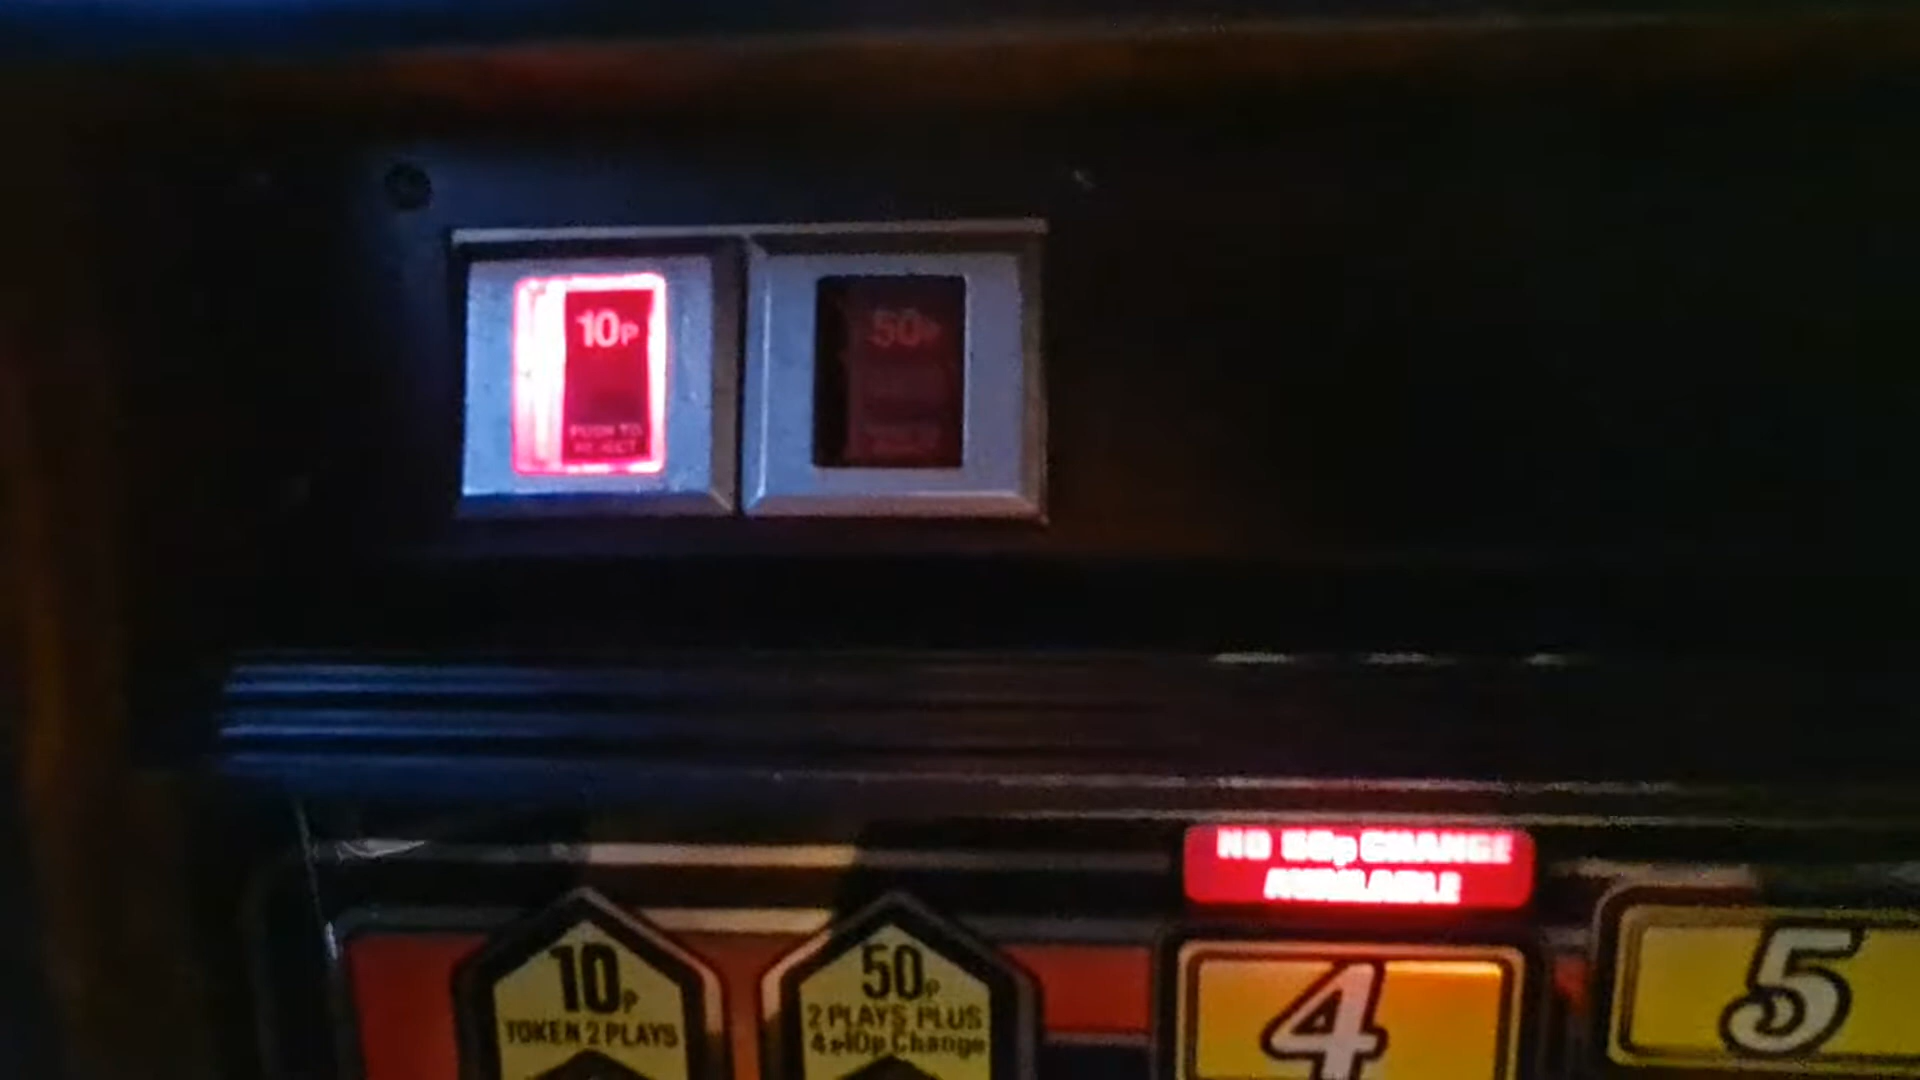 10P
50P
PUSH TO
REJECT
NO 50p CHANGE
AVAILABLE
10P
TOKEN 2 PLAYS
50P
2 PLAYS PLUS
4x10p Change
4
5